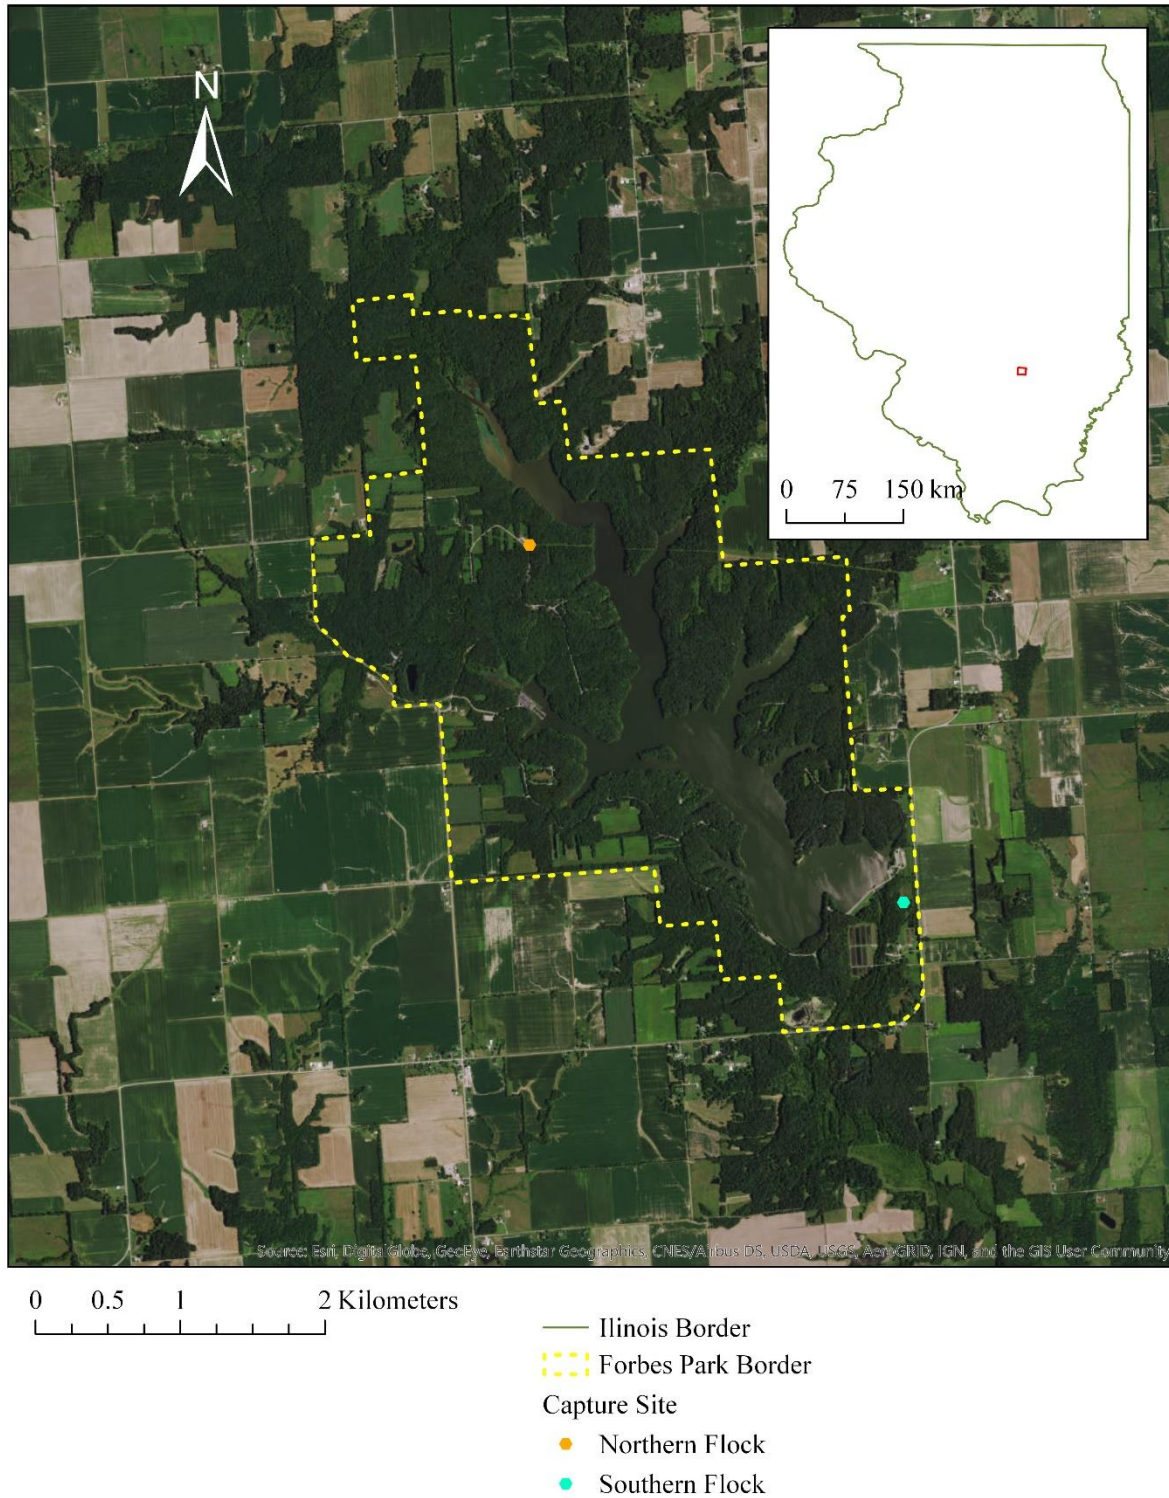 N
0 75 150 km
Source: Esri, DigitalGlobe, GeoEye, Earthstar Geographics, CNES/Airbus DS, USDA, USGS, AeroGRID, IGN, and the GIS User Community
0 0.5 1 2 Kilometers
Ilinois Border
Forbes Park Border
Capture Site
Northern Flock
Southern Flock